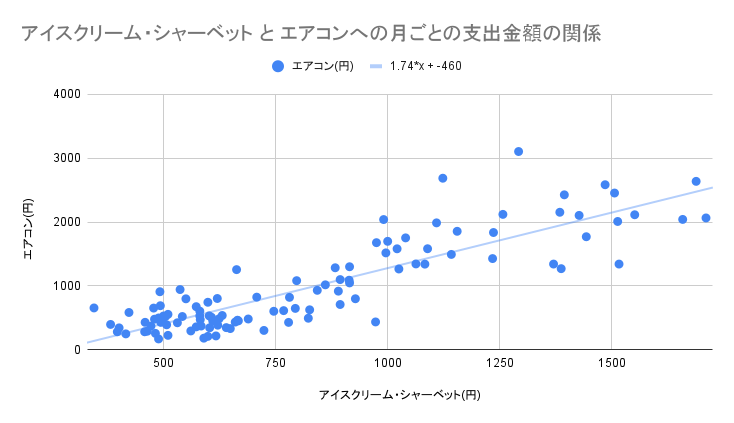 アイスクリーム・シャーベット と エアコンへの月ごとの支出金額の関係
エアコン(円) 1.74*x + -460
4000
3000
2000
1000
0
エアコン(円)
500 750 1000 1250 1500
アイスクリーム・シャーベット(円)